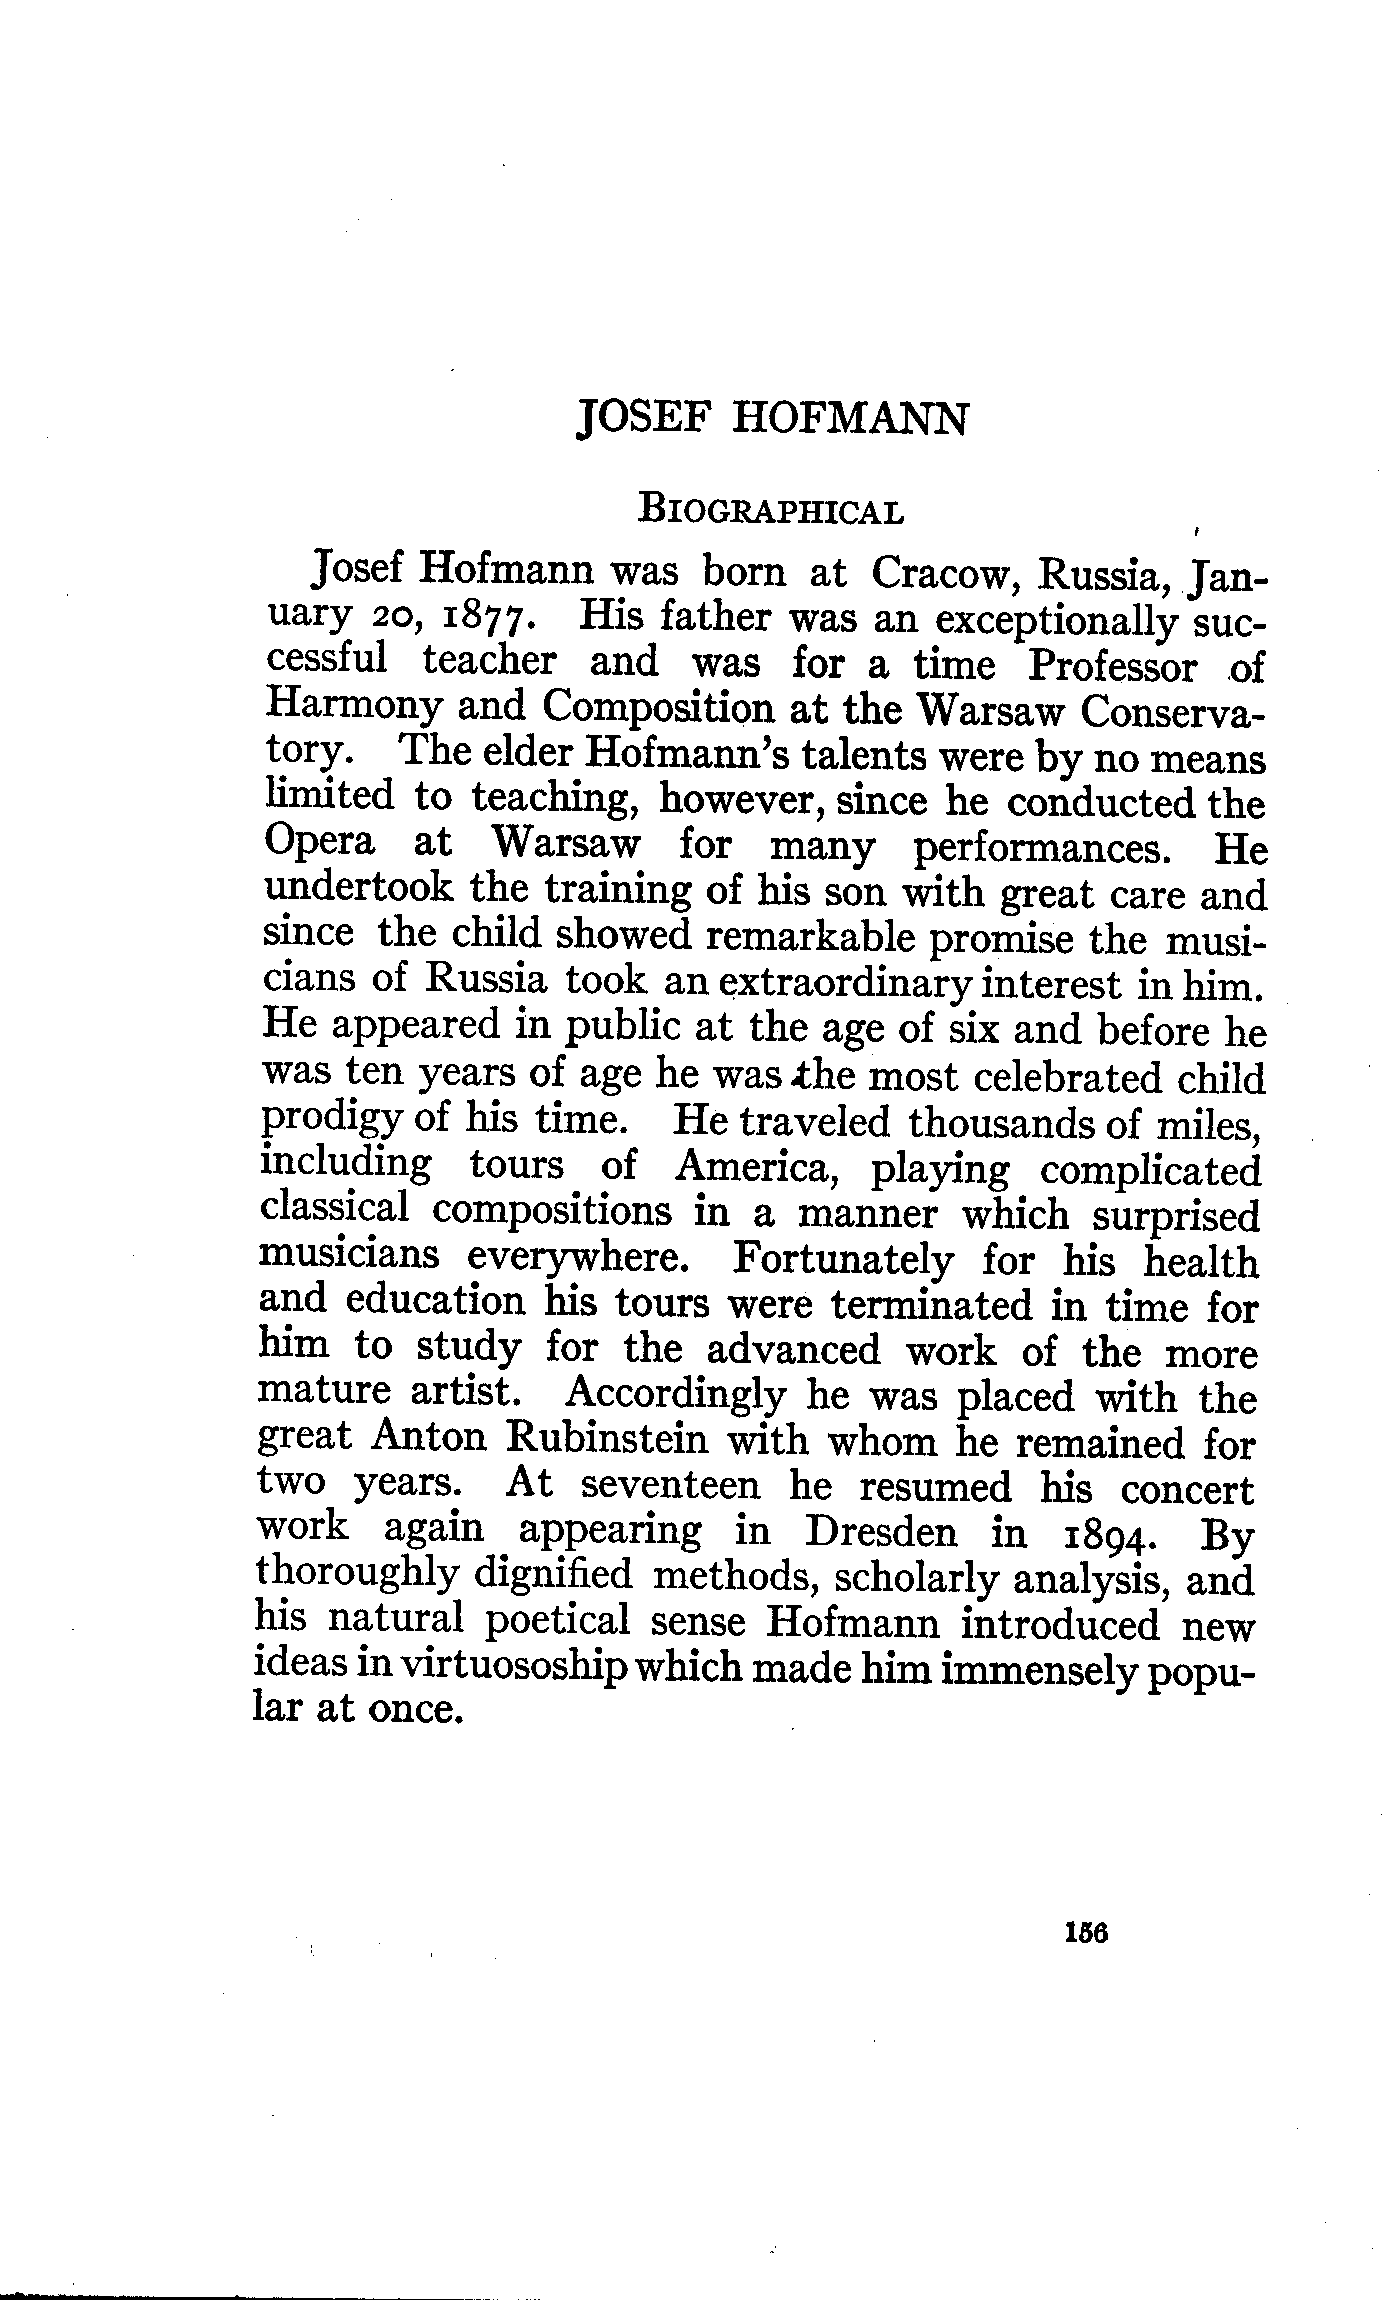 JOSEF HOFMANN
BIOGRAPHICAL
Josef Hofmann was born at Cracow, Russia, Jan-
uary 20, 1877. His father was an exceptionally suc-
cessful teacher and was for a time Professor of
Harmony and Composition at the Warsaw Conserva-
tory. The elder Hofmann's talents were by no means
limited to teaching, however, since he conducted the
Opera at Warsaw for many performances. He
undertook the training of his son with great care and
since the child showed remarkable promise the musi-
cians of Russia took an extraordinary interest in him.
He appeared in public at the age of six and before he
was ten years of age he was the most celebrated child
prodigy of his time. He traveled thousands of miles,
including tours of America, playing complicated
classical compositions in a manner which surprised
musicians everywhere. Fortunately for his health
and education his tours were terminated in time for
him to study for the advanced work of the more
mature artist. Accordingly he was placed with the
great Anton Rubinstein with whom he remained for
two years. At seventeen he resumed his concert
work again appearing in Dresden in 1894. By
thoroughly dignified methods, scholarly analysis, and
his natural poetical sense Hofmann introduced new
ideas in virtuosoship which made him immensely popu-
lar at once.
156